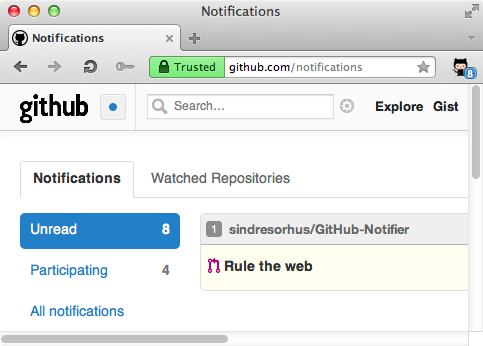 Notifications
Notifications
Trusted github.com/notifications
8
github Search... Explore Gist
Notifications Watched Repositories
Unread 8
Participating 4
All notifications
1 sindresorhus/GitHub-Notifier
Rule the web